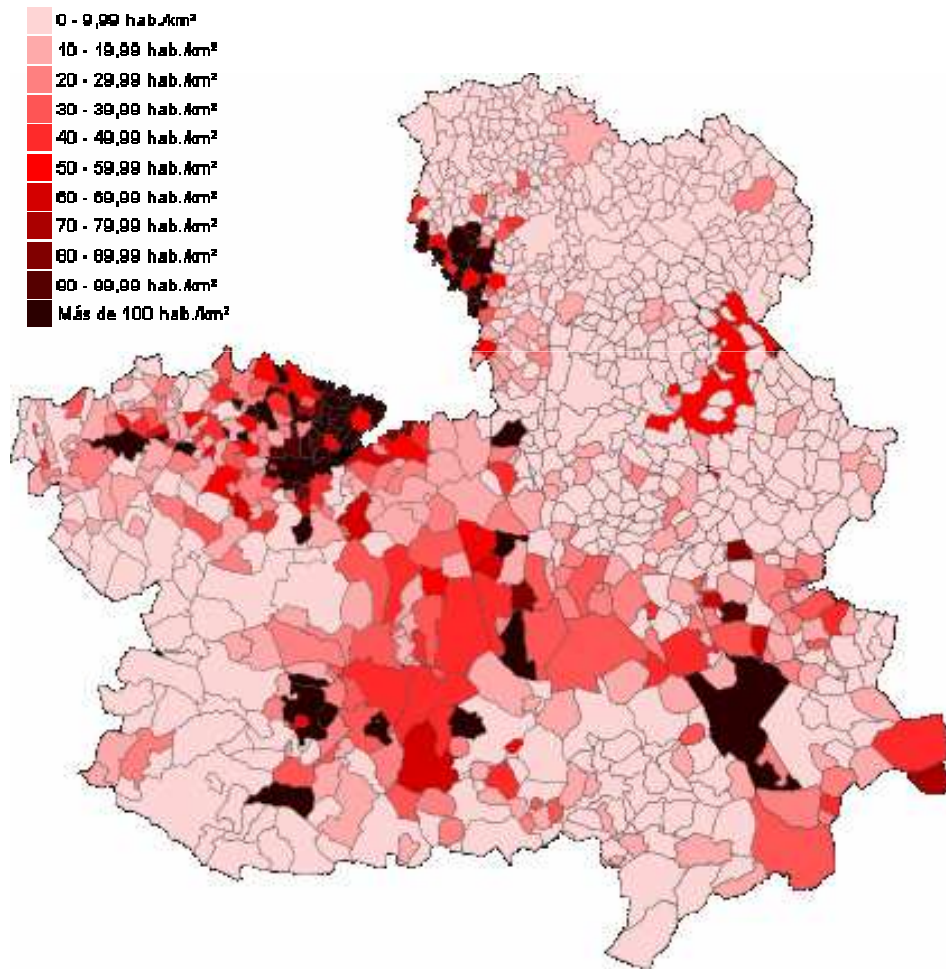 0 - 9,99 hab./km²
10 - 19,99 hab./km²
20 - 29,99 hab./km²
30 - 39,99 hab./km²
40 - 49,99 hab./km²
50 - 59,99 hab./km²
60 - 69,99 hab./km²
70 - 79,99 hab./km²
80 - 89,99 hab./km²
90 - 99,99 hab./km²
Más de 100 hab./km²